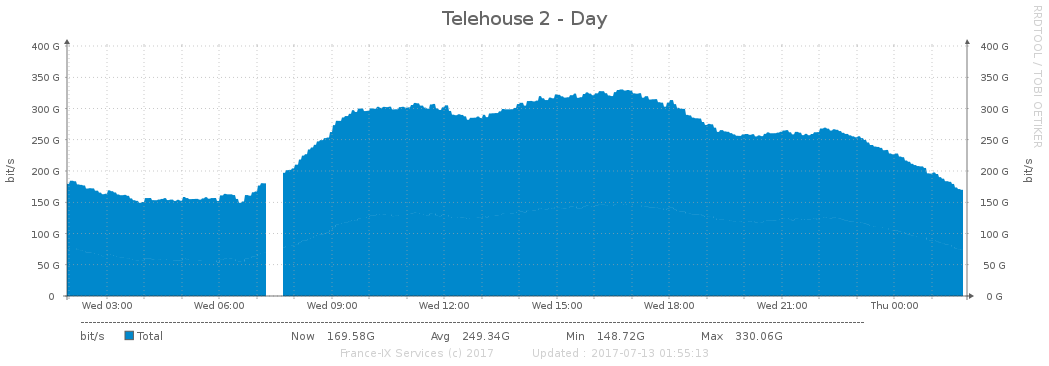 Telehouse 2 - Day
RRDTOOL / TOBI OETIKER
400 G 400 G
350 G 350 G
300 G 300 G
250 G 250 G
200 G 200 G
150 G 150 G
100 G 100 G
50 G 50 G
0 0 G
bit/s bit/s
Wed 03:00 Wed 06:00 Wed 09:00 Wed 12:00 Wed 15:00 Wed 18:00 Wed 21:00 Thu 00:00
bit/s Total Now 169.58G Avg 249.34G Min 148.72G Max 330.06G
France-IX Services (c) 2017 Updated : 2017-07-13 01:55:13